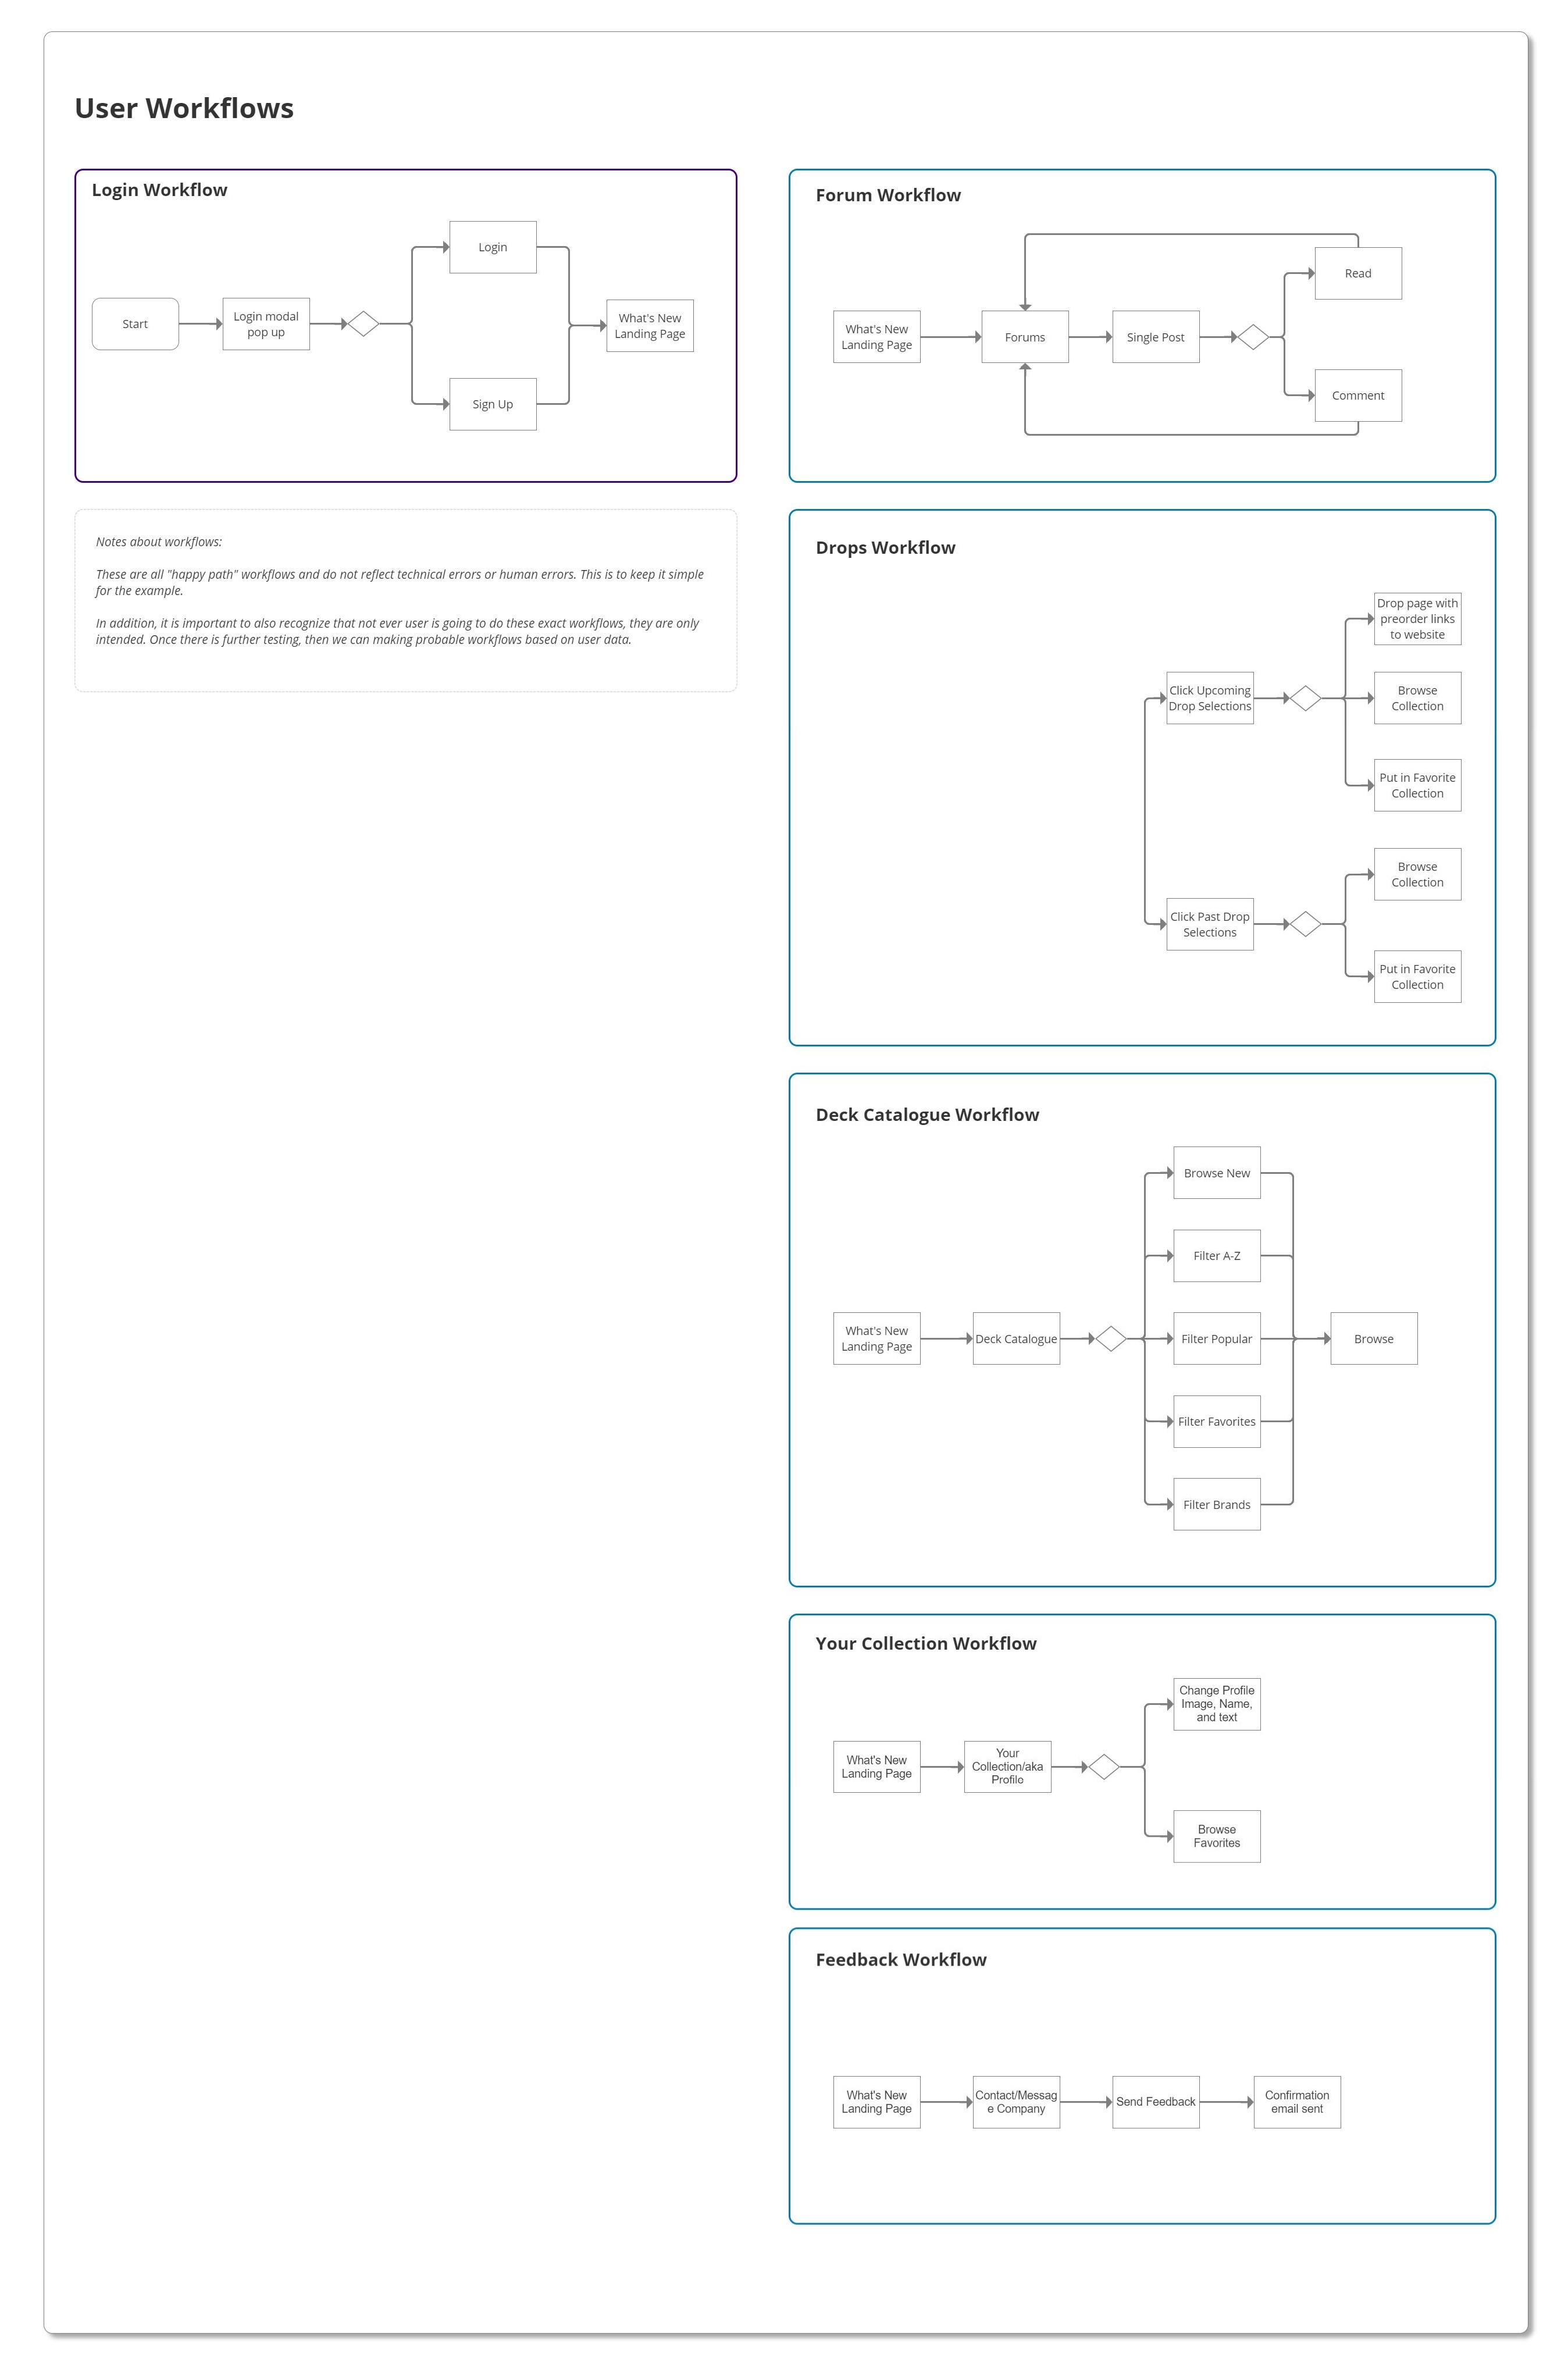 User Workflows
Login Workflow
Start
Login modal
pop up
Login
Sign Up
What's New
Landing Page
Notes about workflows:
These are all "happy path" workflows and do not reflect technical errors or human errors. This is to keep it simple
for the example.
In addition, it is important to also recognize that not ever user is going to do these exact workflows, they are only
intended. Once there is further testing, then we can making probable workflows based on user data.
Forum Workflow
What's New
Landing Page
Forums
Single Post
Read
Comment
Drops Workflow
Click Upcoming
Drop Selections
Drop page with
preorder links
to website
Browse
Collection
Put in Favorite
Collection
Click Past Drop
Selections
Browse
Collection
Put in Favorite
Collection
Deck Catalogue Workflow
What's New
Landing Page
Deck Catalogue
Browse New
Filter A-Z
Filter Popular
Filter Favorites
Filter Brands
Browse
Your Collection Workflow
What's New
Landing Page
Your
Collection/aka
Profilo
Change Profile
Image, Name,
and text
Browse
Favorites
Feedback Workflow
What's New
Landing Page
Contact/Messag
e Company
Send Feedback
Confirmation
email sent